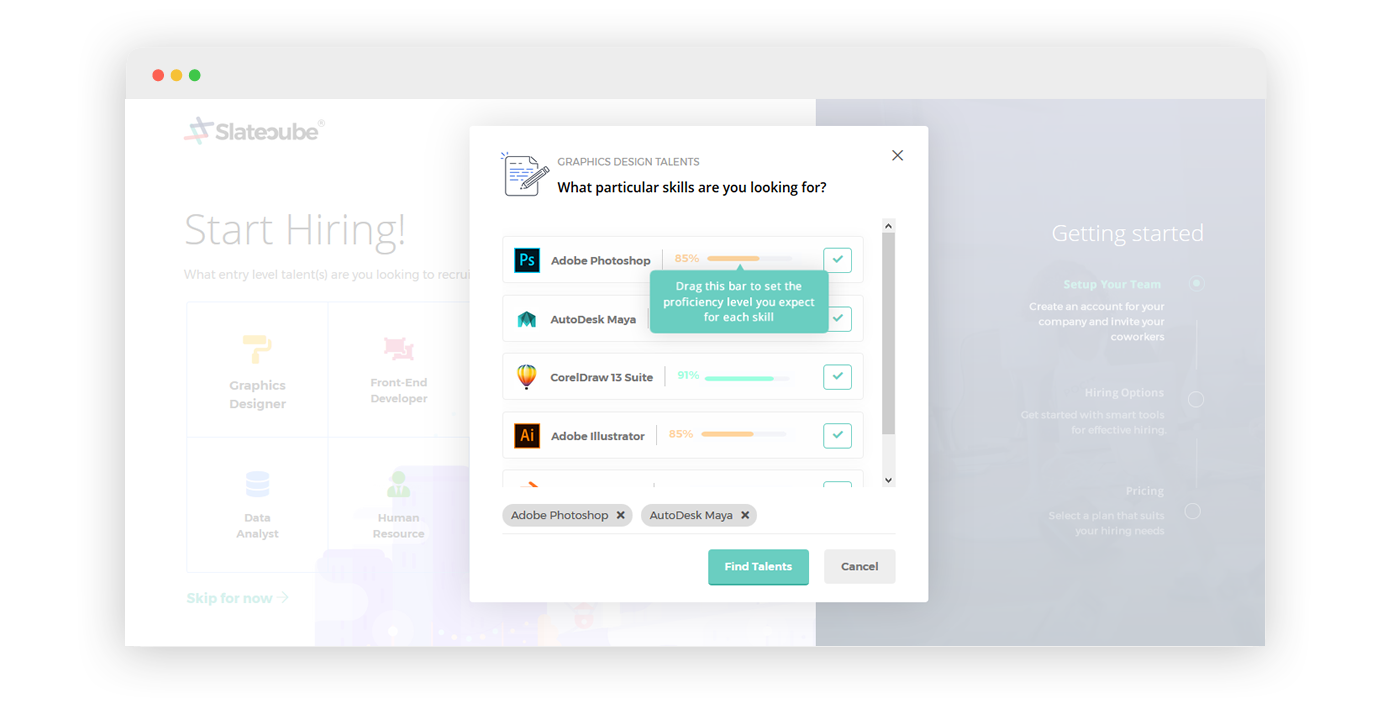 Slatecube®
Start Hiring!
What entry level talent(s) are you looking to
Graphics
Designer
Front-End
Developer
Data
Analyst
Human
Resource
Skip for now
GRAPHICS DESIGN TALENTS
What particular skills are you looking for?
Ps
Adobe Photoshop
85%
Drag this bar to set the
proficiency level you expect
for each skill
AutoDesk Maya
CorelDraw 13 Suite
91%
Ai
Adobe Illustrator
85%
Adobe Photoshop
AutoDesk Maya
Find Talents
Cancel
Getting started
Setup Your Team
Create an account for your
company and invite your
coworkers
Hiring Options
Get started with smart tools
for effective hiring.
Pricing
Select a plan that suits
your hiring needs